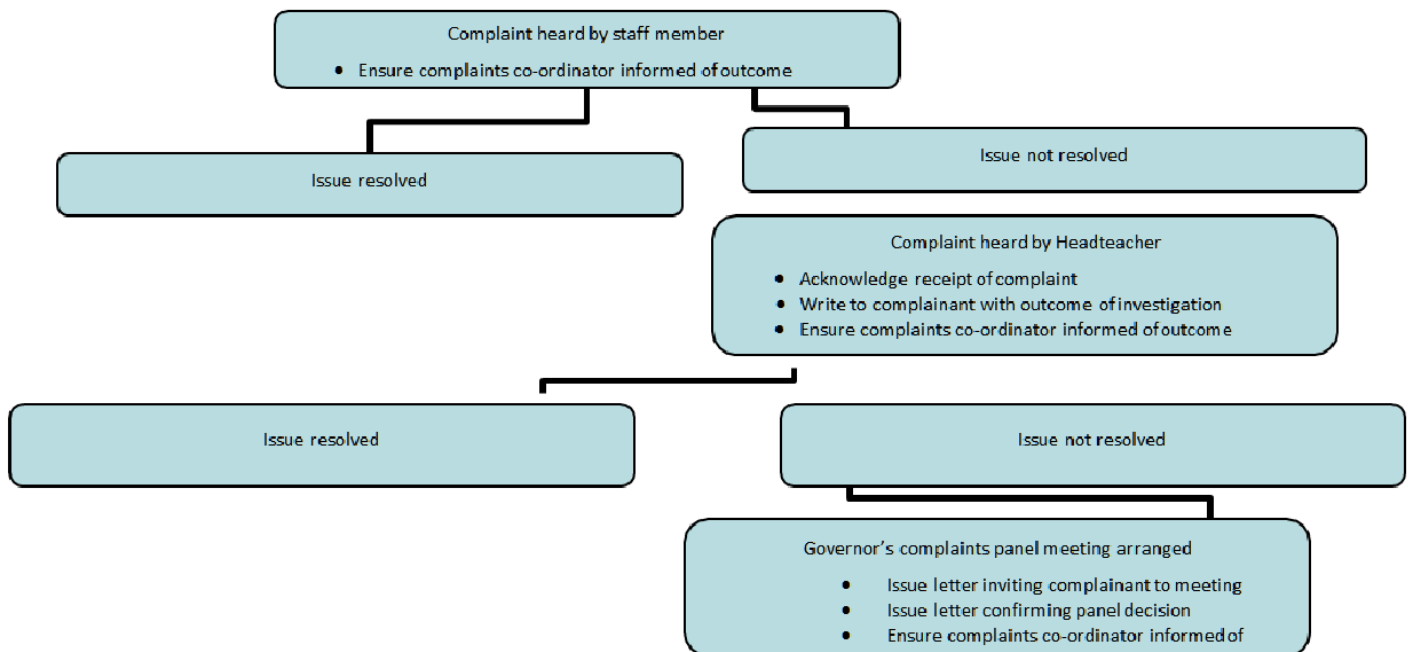 Complaint heard by staff member
• Ensure complaints co-ordinator informed of outcome
Issue not resolved
Issue resolved
Complaint heard by Headteacher
• Acknowledge receipt of complaint
• Write to complainant with outcome of investigation
• Ensure complaints co-ordinator informed of outcome
Issue resolved
Issue not resolved
Governor’s complaints panel meeting arranged
• Issue letter inviting complainant to meeting
• Issue letter confirming panel decision
• Ensure complaints co-ordinator informed of